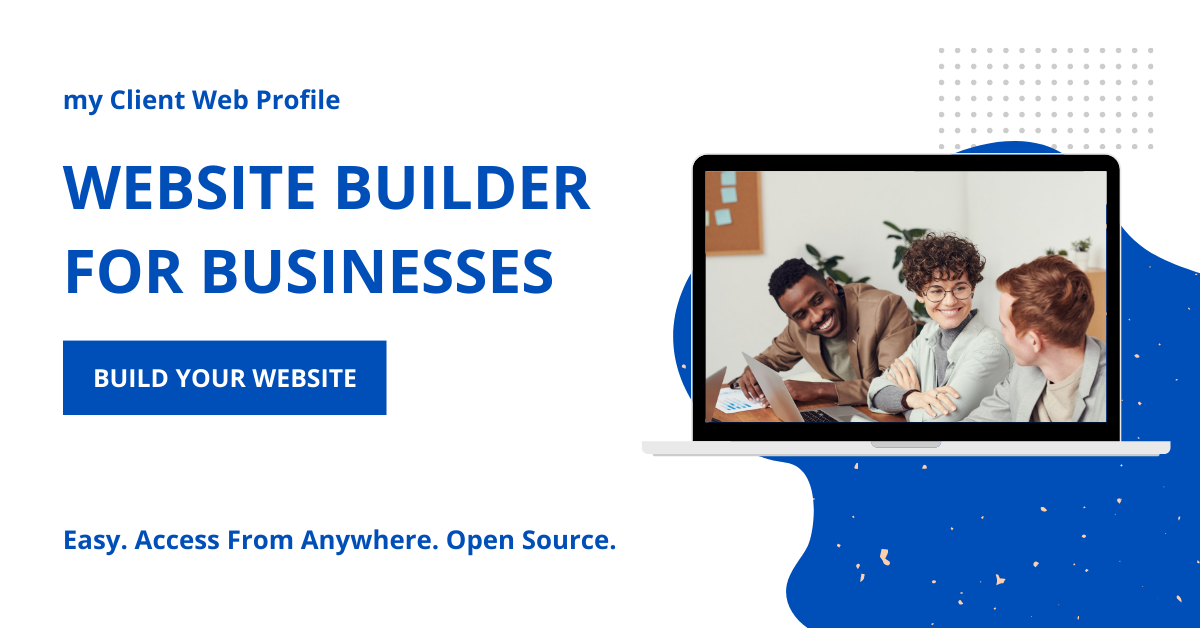 my Client Web Profile
WEBSITE BUILDER
FOR BUSINESSES
BUILD YOUR WEBSITE
Easy. Access From Anywhere. Open Source.